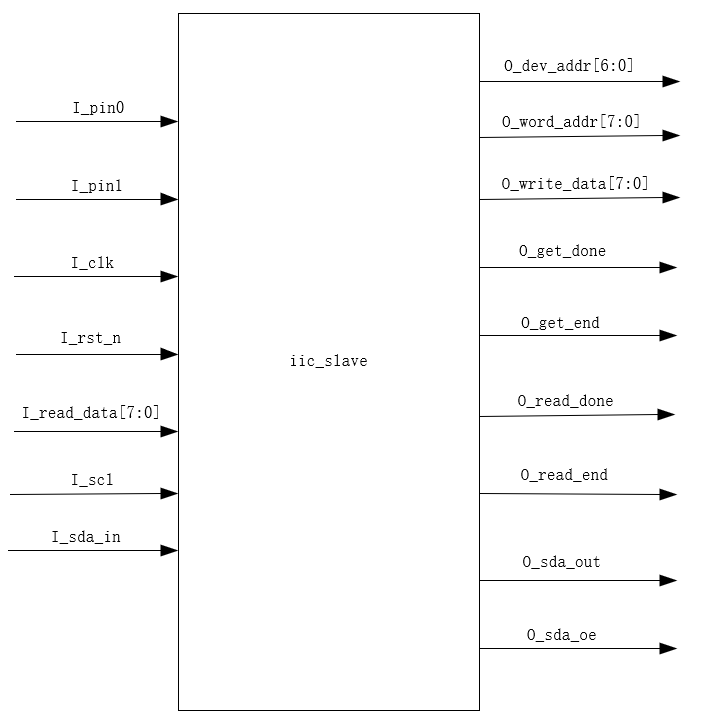 I_pin0
I_pin1
I_clk
I_rst_n
I_read_data[7:0]
I_scl
I_sda_in
iic_slave
O_dev_addr[6:0]
O_word_addr[7:0]
O_write_data[7:0]
O_get_done
O_get_end
O_read_done
O_read_end
O_sda_out
O_sda_oe